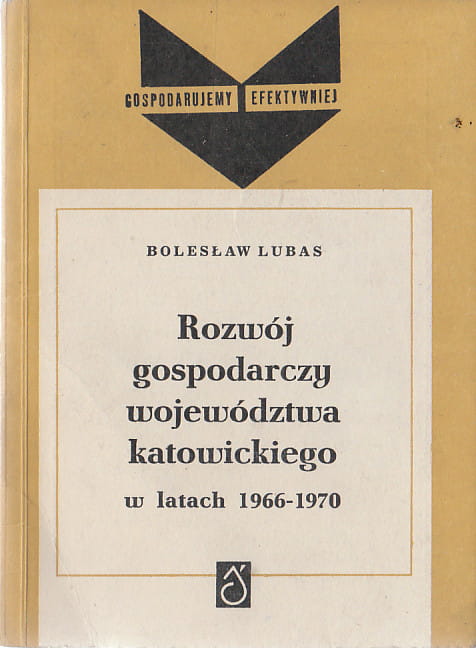 GOSPODARUJEMY EFEKTYWNIEJ
BOLESŁAW LUBAS
Rozwój
gospodarczy
województwa
katowickiego
w latach 1966-1970